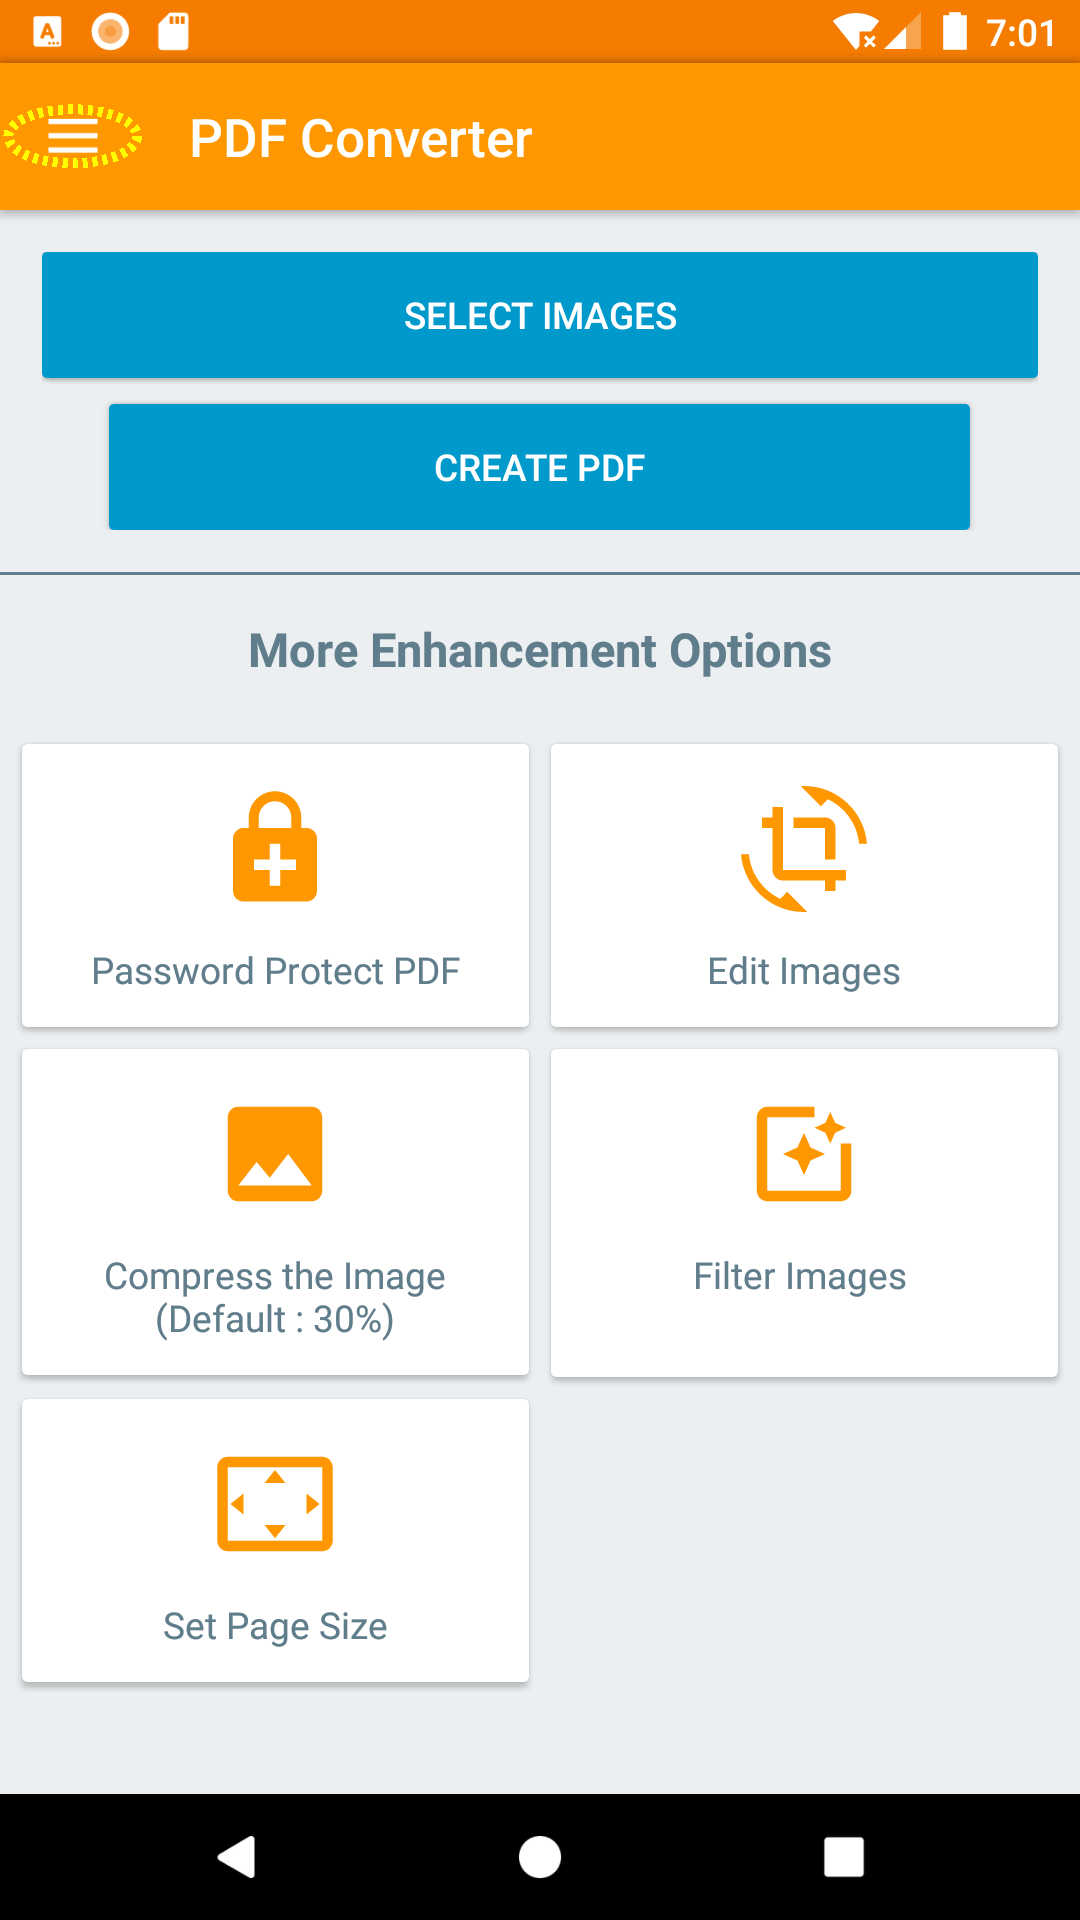 7:01
PDF Converter
SELECT IMAGES
CREATE PDF
More Enhancement Options
Password Protect PDF
Edit Images
Compress the Image
(Default : 30%)
Filter Images
Set Page Size